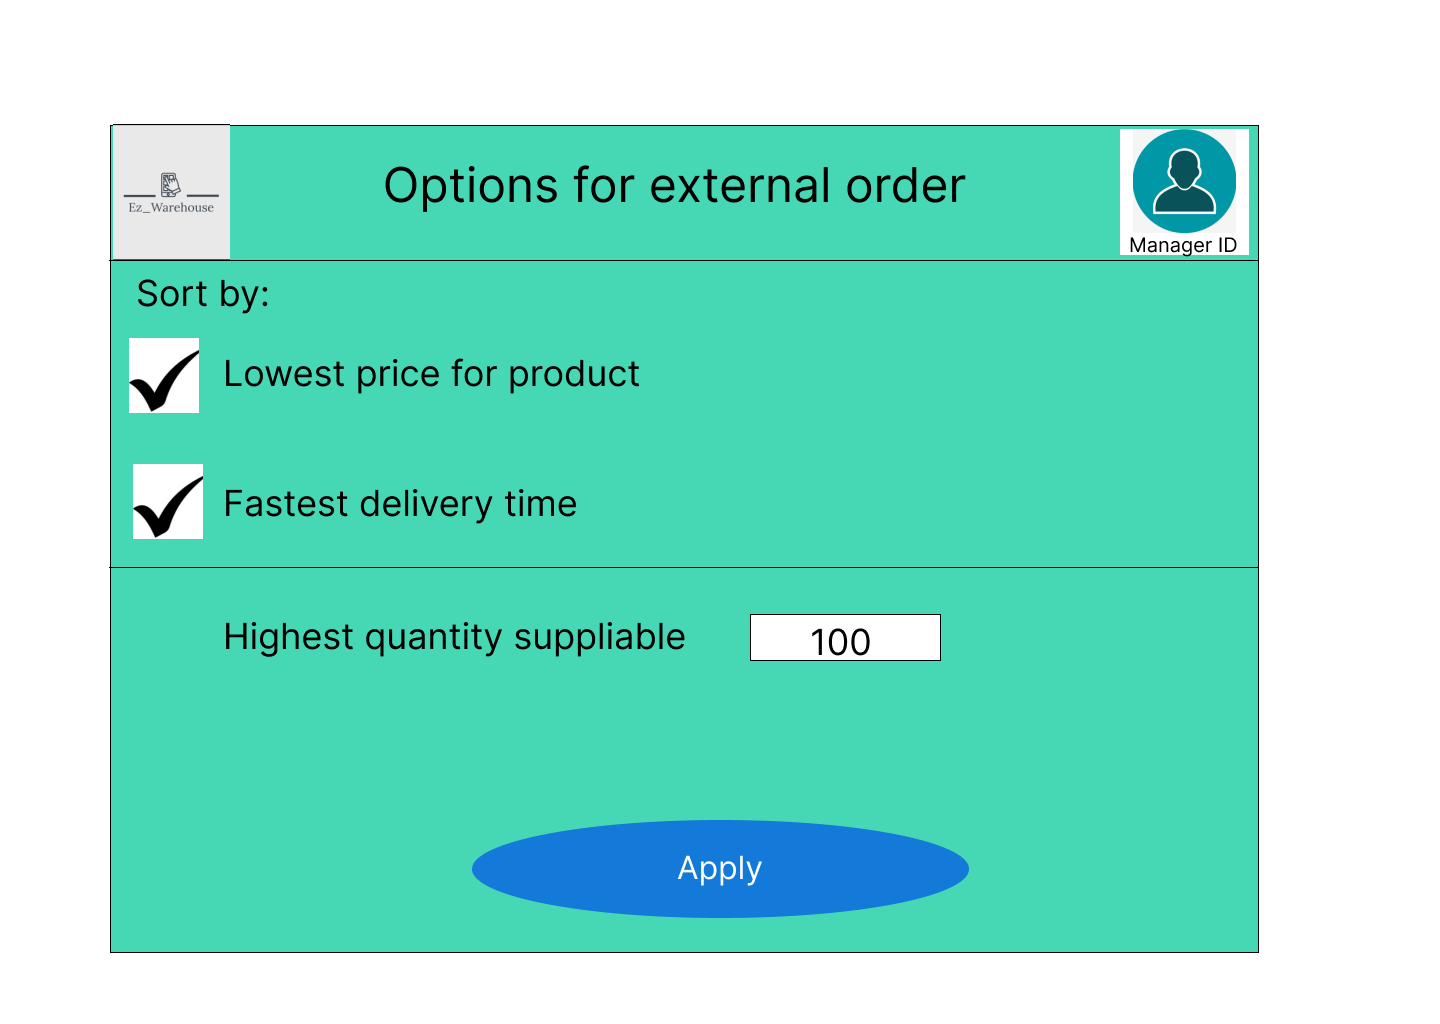 Ez_Warehouse
Options for external order
Manager ID
Sort by:
Lowest price for product
Fastest delivery time
Highest quantity suppliable
100
Apply